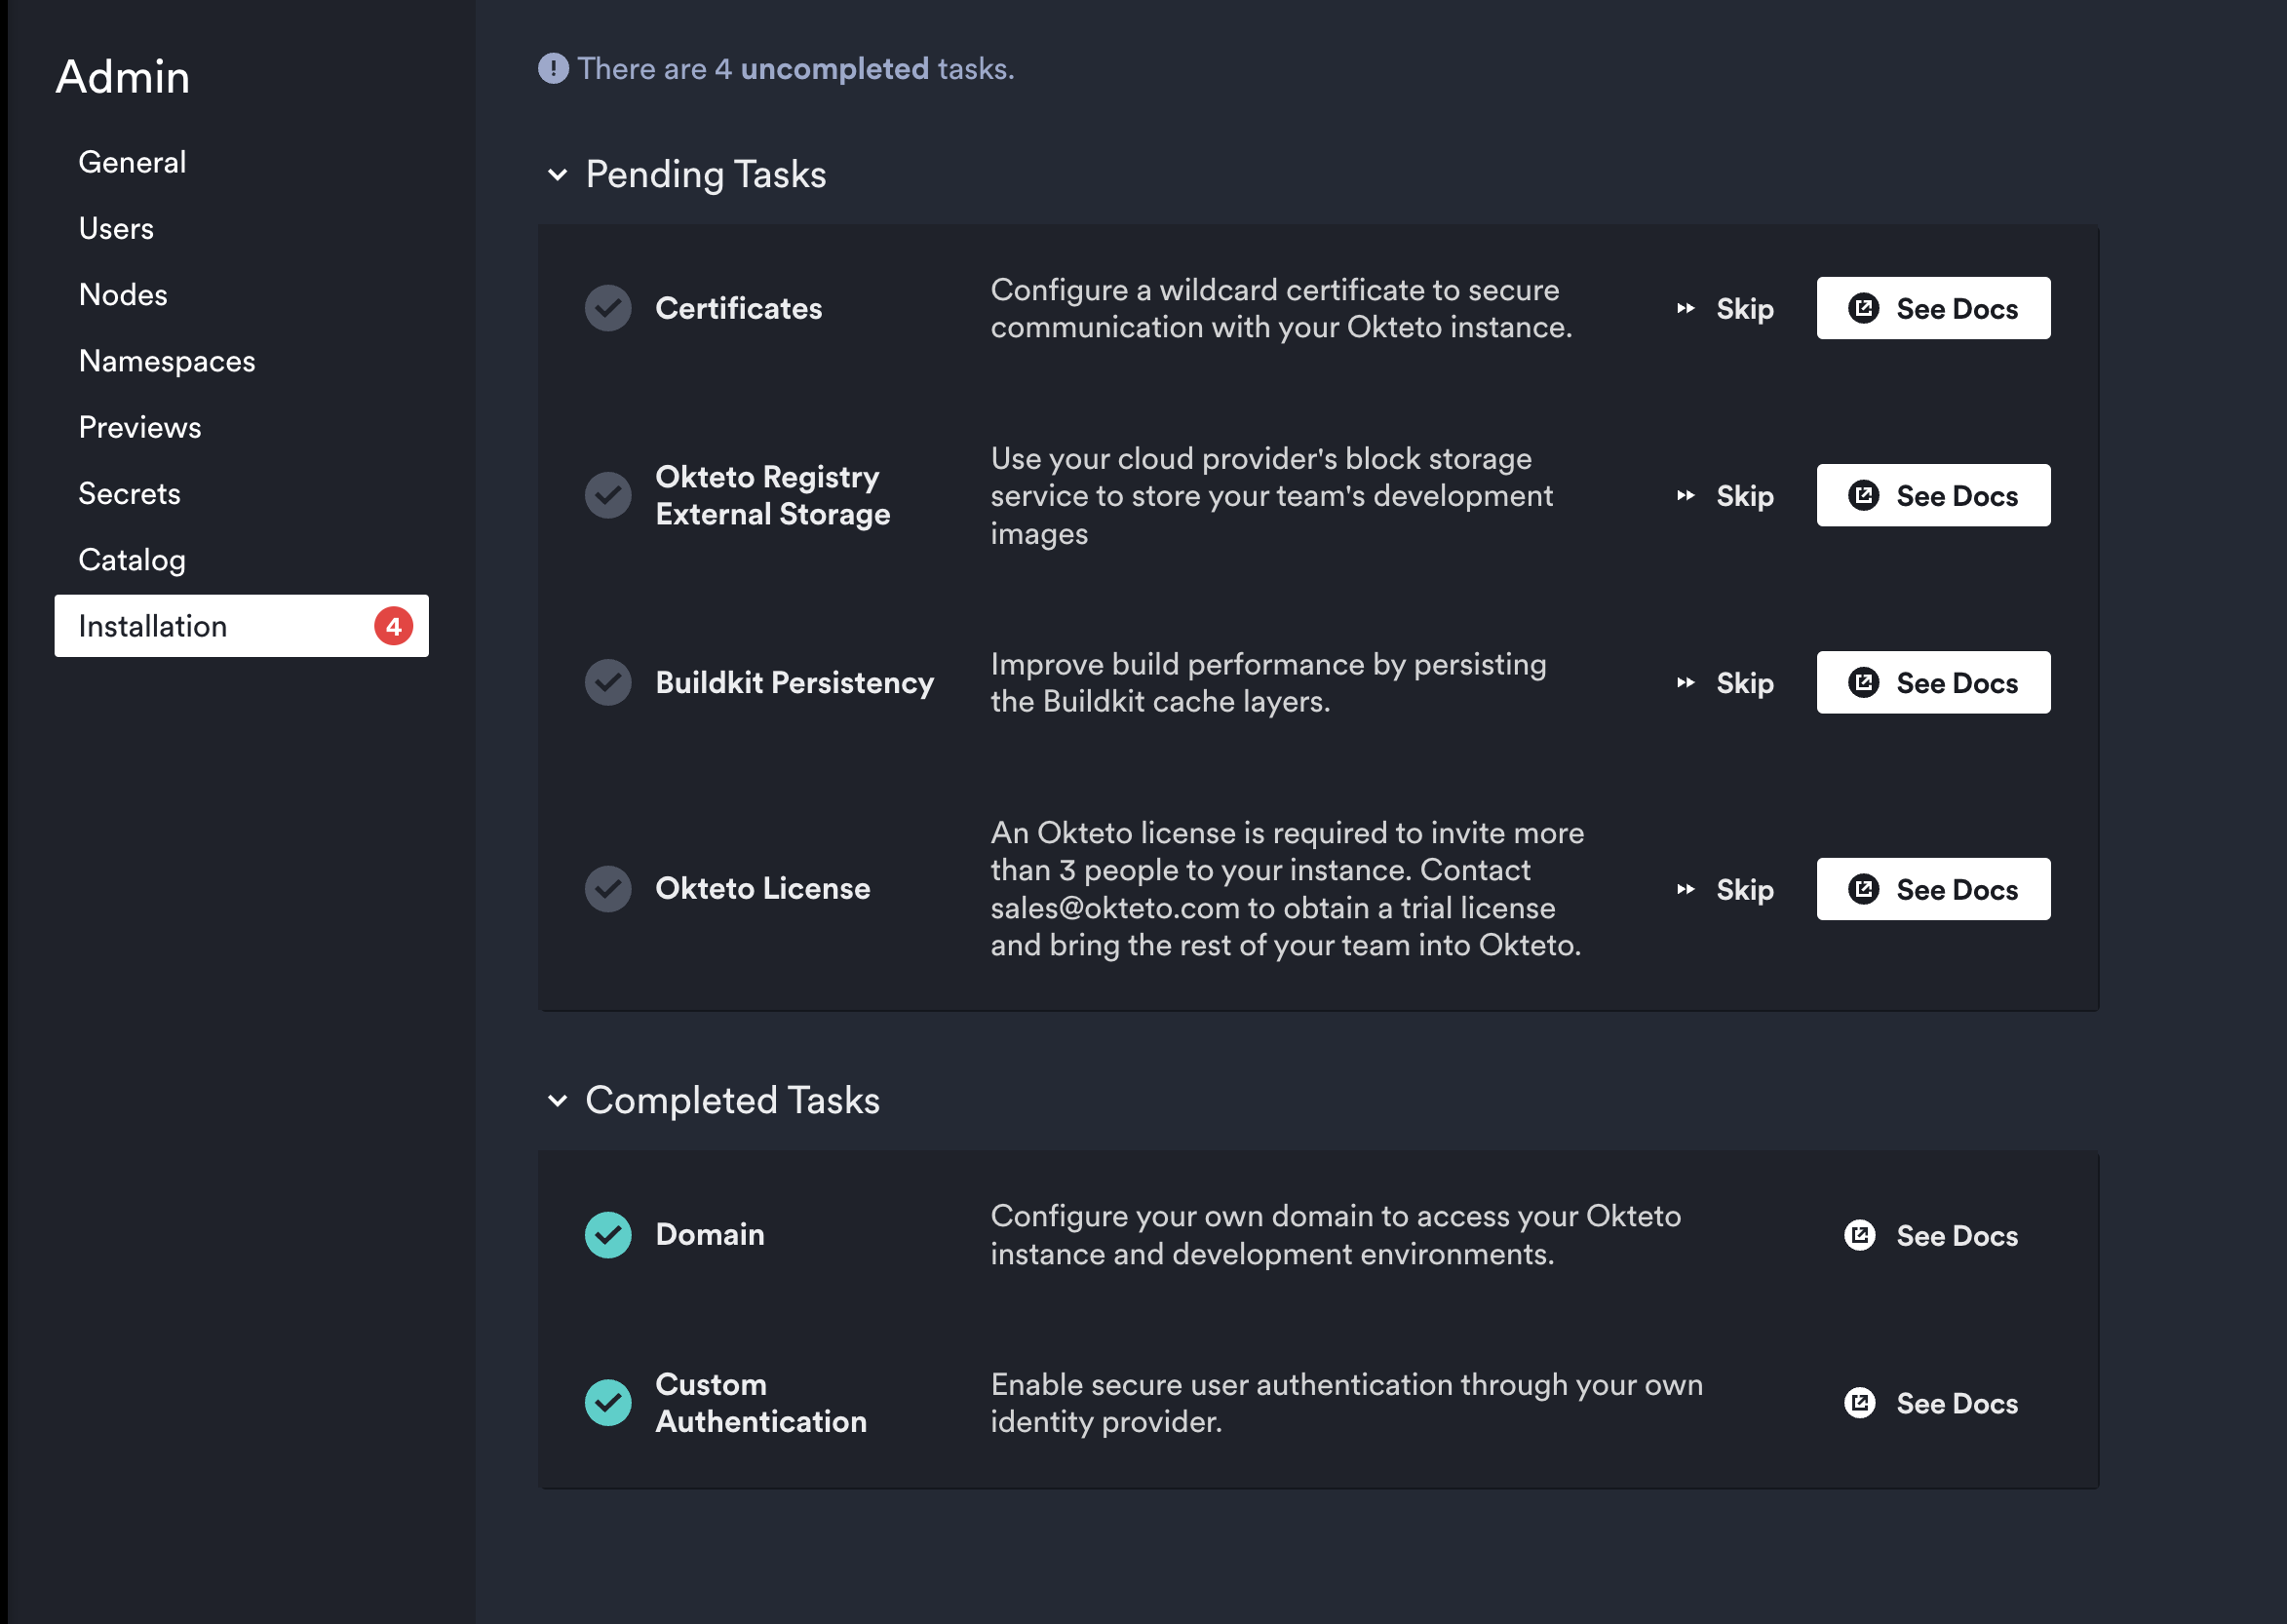 Admin
General
Users
Nodes
Namespaces
Previews
Secrets
Catalog
Installation 4
There are 4 uncompleted tasks.
Pending Tasks
Certificates
Configure a wildcard certificate to secure
communication with your Okteto instance.
Skip
See Docs
Okteto Registry
External Storage
Use your cloud provider's block storage
service to store your team's development
images
Skip
See Docs
Buildkit Persistency
Improve build performance by persisting
the Buildkit cache layers.
Skip
See Docs
Okteto License
An Okteto license is required to invite more
than 3 people to your instance. Contact
sales@okteto.com to obtain a trial license
and bring the rest of your team into Okteto.
Skip
See Docs
Completed Tasks
Domain
Configure your own domain to access your Okteto
instance and development environments.
See Docs
Custom
Authentication
Enable secure user authentication through your own
identity provider.
See Docs